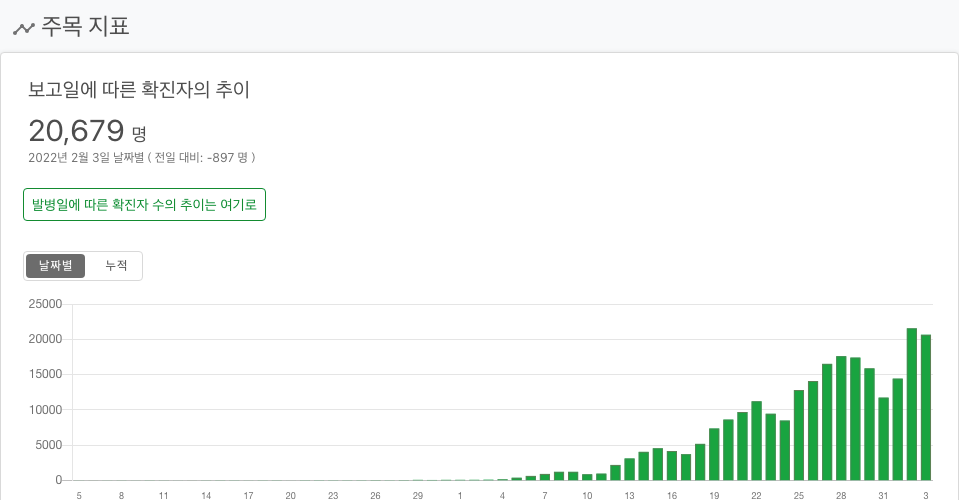 주목 지표
보고일에 따른 확진자의 추이
20,679 명
2022년 2월 3일 날짜별 ( 전일 대비: -897 명 )
발병일에 따른 확진자 수의 추이는 여기로
날짜별 누적
25000
20000
15000
10000
5000
0
5 8 11 14 17 20 23 26 29 1 4 7 10 13 16 19 22 25 28 31 3